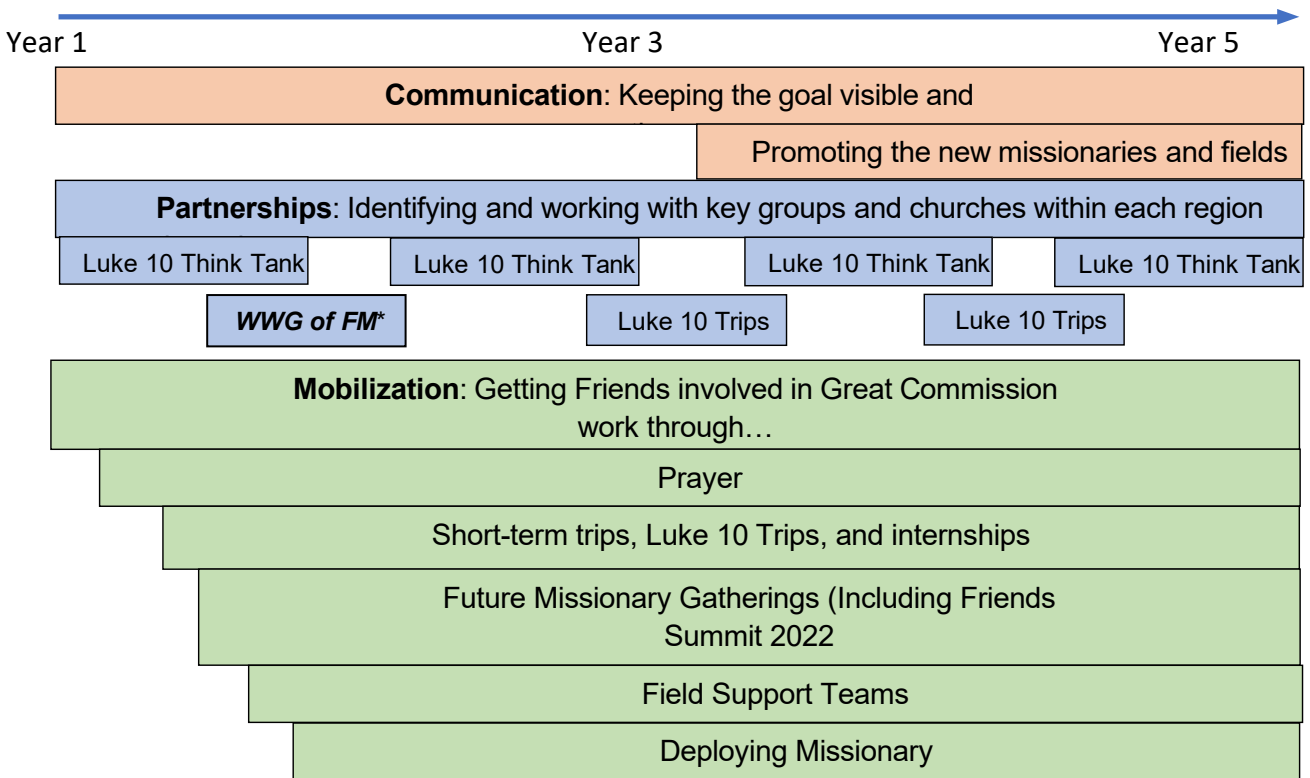 Year 1 Year 3 Year 5
Communication: Keeping the goal visible and
Promoting the new missionaries and fields
Partnerships: Identifying and working with key groups and churches within each region
Luke 10 Think Tank Luke 10 Think Tank Luke 10 Think Tank Luke 10 Think Tank
WWG of FM* Luke 10 Trips Luke 10 Trips
Mobilization: Getting Friends involved in Great Commission
work through…
Prayer
Short-term trips, Luke 10 Trips, and internships
Future Missionary Gatherings (Including Friends
Summit 2022
Field Support Teams
Deploying Missionary